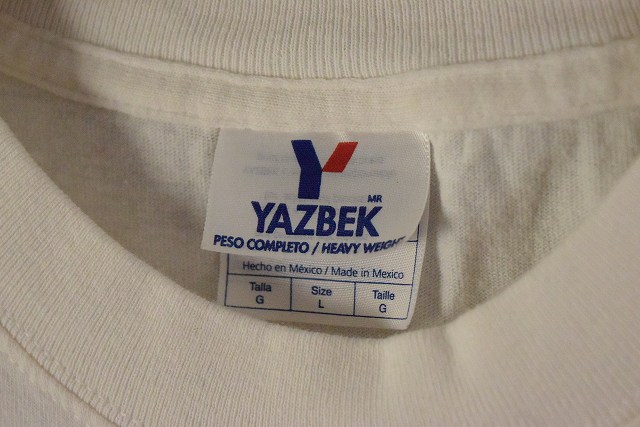 Y
MR
YAZBEK
PESO COMPLETO / HEAVY WEIGHT
Hecho en México / Made in Mexico
Talla Size Taille
G L G